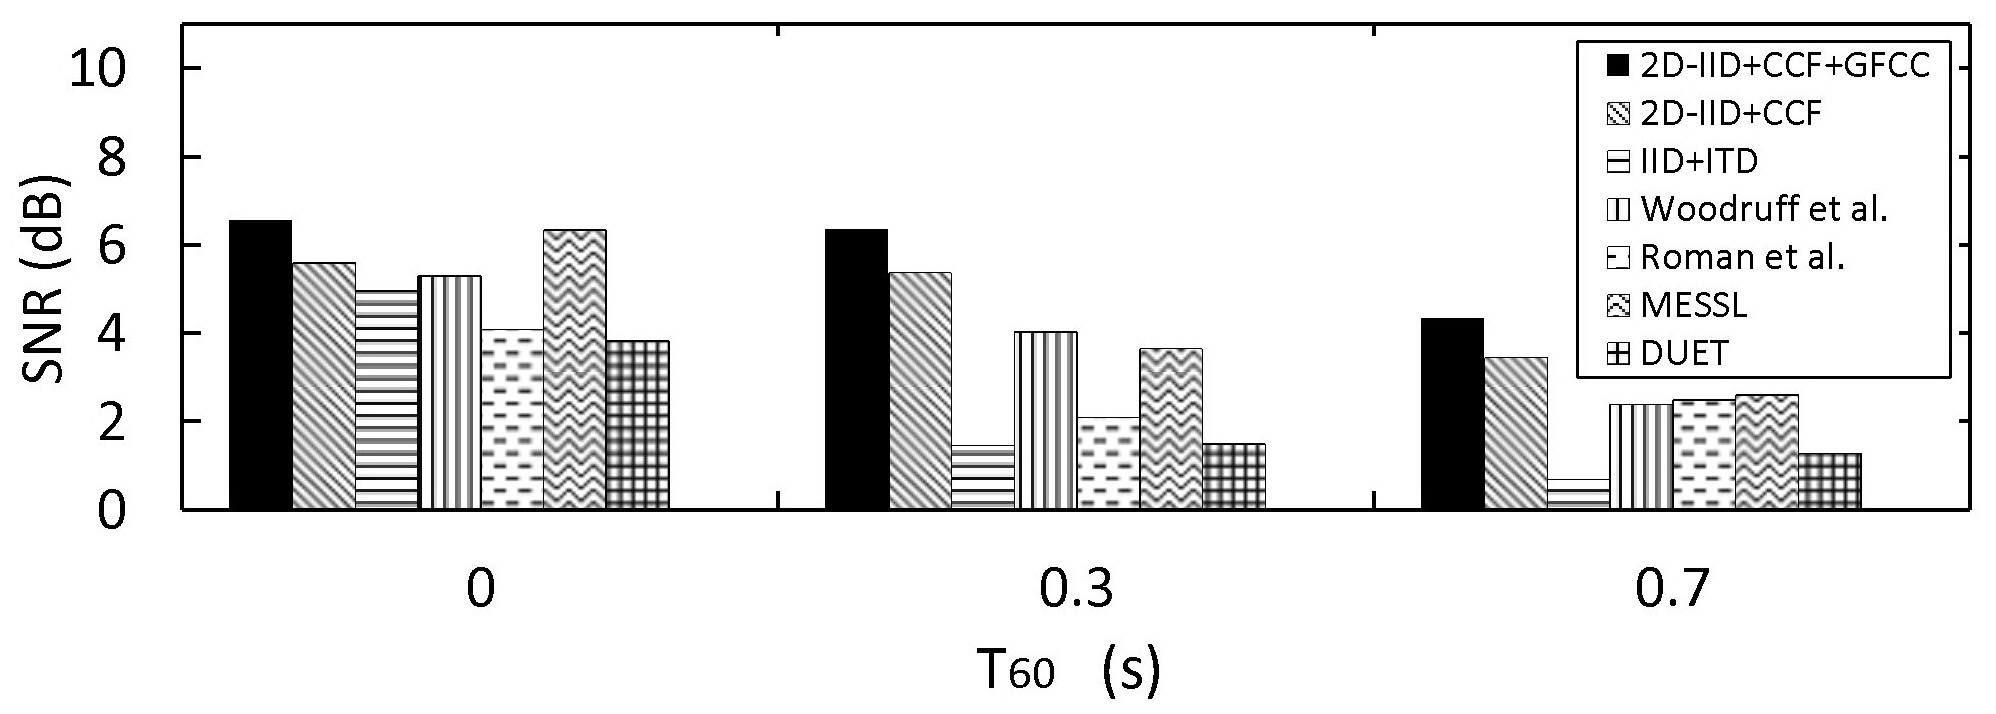 10
8
6
4
2
0
SNR (dB)
2D-IID+CCF+GFCC
2D-IID+CCF
IID+ITD
Woodruff et al.
Roman et al.
MESSL
DUET
0 0.3 0.7
T60 (s)